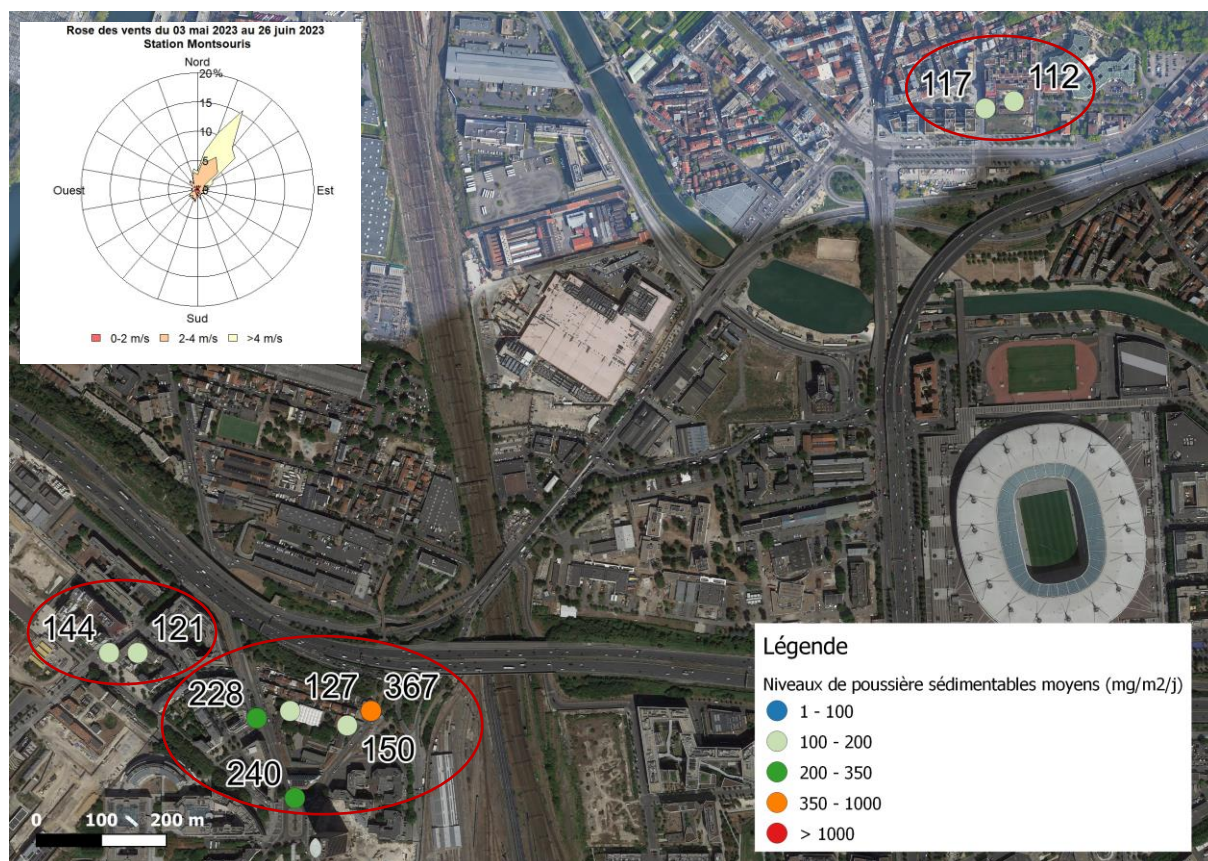 Rose des vents du 03 mai 2023 au 26 juin 2023
Station Montsouris
Nord
20%
15
10
5
Ouest
Est
Sud
0-2 m/s
2-4 m/s
>4 m/s
117
112
144
121
228
127
367
150
240
0
100
200 m
Légende
Niveaux de poussière sédimentables moyens (mg/m2/j)
1 - 100
100 - 200
200 - 350
350 - 1000
> 1000